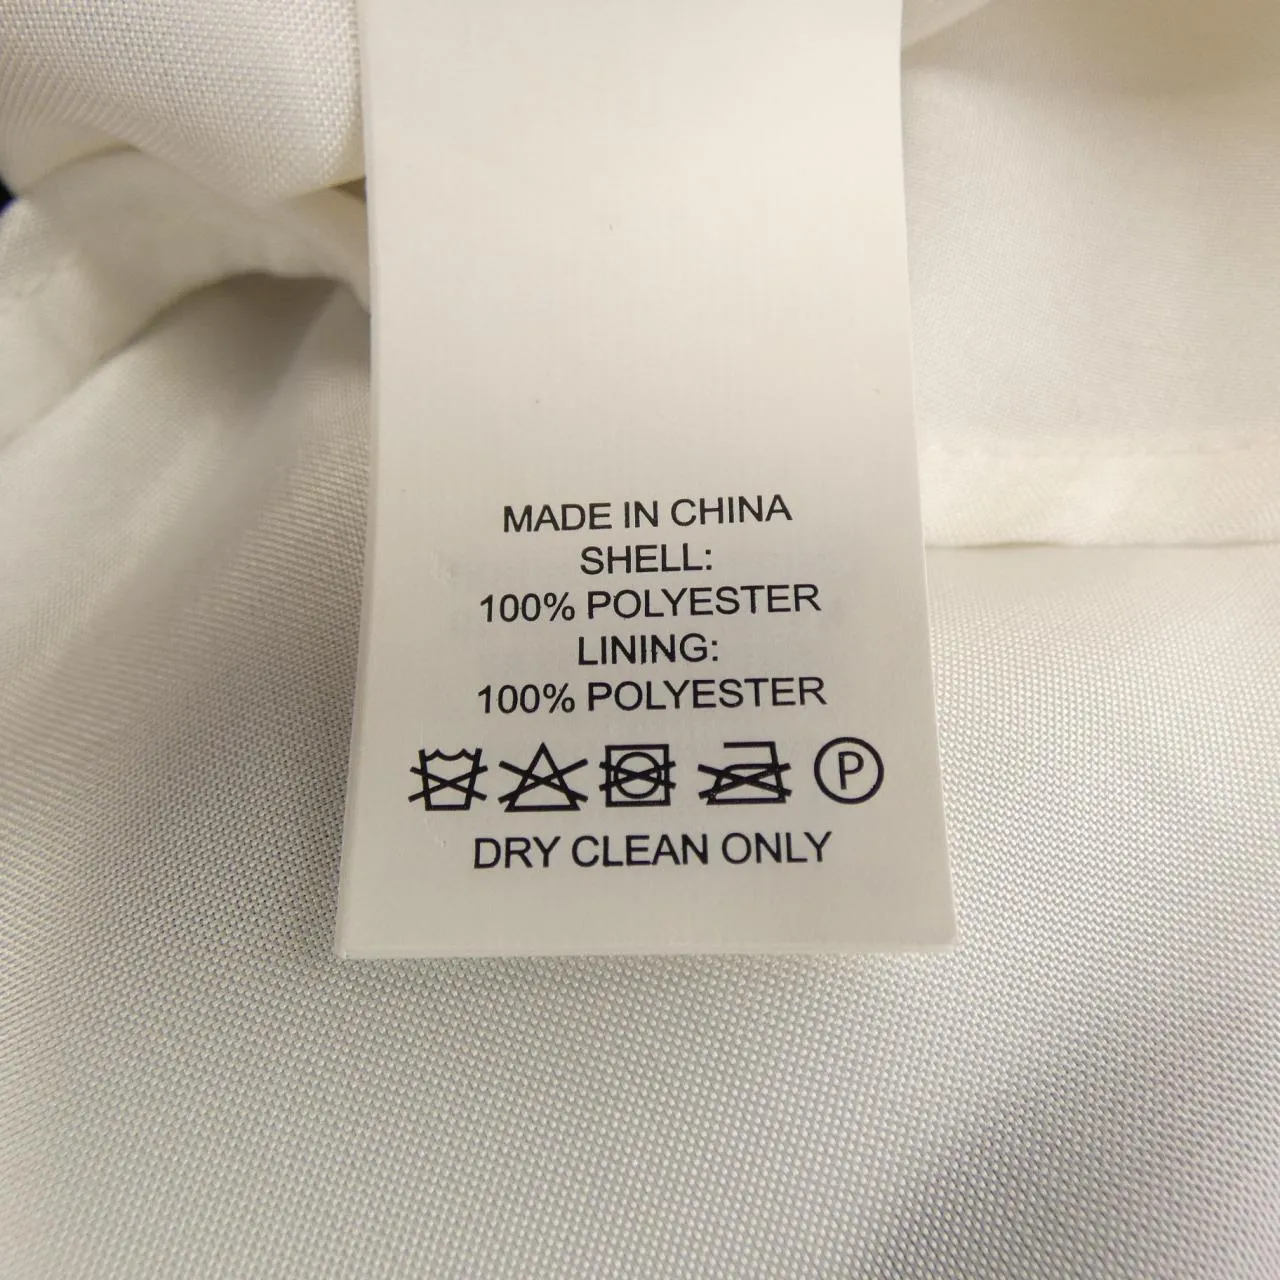 MADE IN CHINA
SHELL:
100% POLYESTER
LINING:
100% POLYESTER
P
DRY CLEAN ONLY